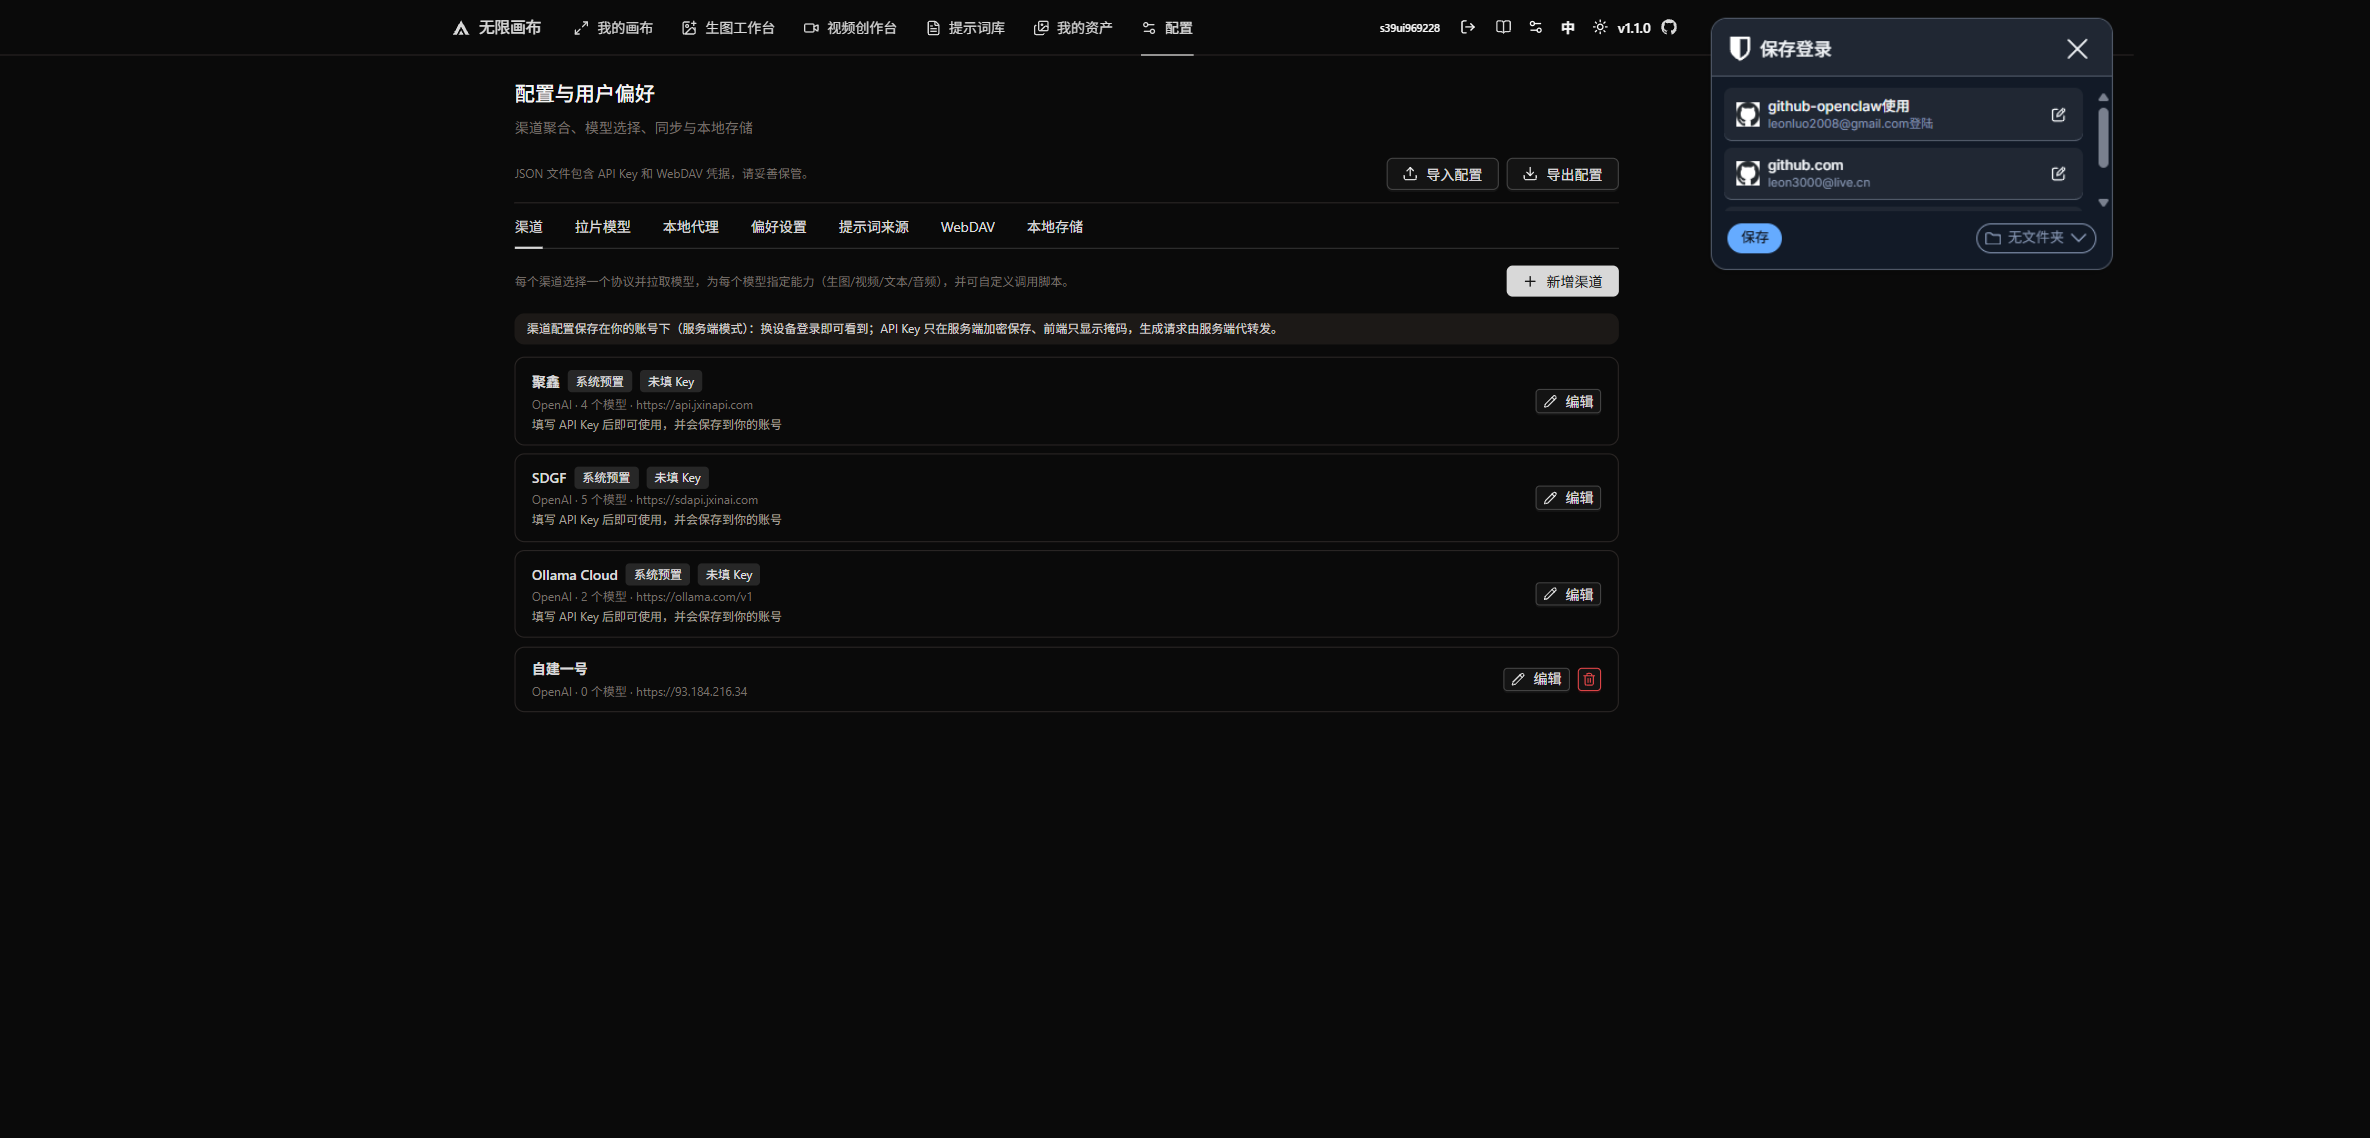 无限画布 我的画布 生图工作台 视频创作台 提示词库 我的资产 配置 s39ui969228 中 v1.1.0
保存登录
github-openclaw使用
leonluo2008@gmail.com登陆
github.com
leon3000@live.cn
保存 无文件夹
配置与用户偏好
渠道聚合、模型选择、同步与本地存储
JSON 文件包含 API Key 和 WebDAV 凭据，请妥善保管。 导入配置 导出配置
渠道 拉片模型 本地代理 偏好设置 提示词来源 WebDAV 本地存储
每个渠道选择一个协议并拉取模型，为每个模型指定能力（生图/视频/文本/音频），并可自定义调用脚本。 新增渠道
渠道配置保存在你的账号下（服务端模式）：换设备登录即可看到；API Key 只在服务端加密保存、前端只显示掩码，生成请求由服务端代转发。
聚鑫 系统预置 未填 Key
OpenAI · 4 个模型 · https://api.jxinapi.com
填写 API Key 后即可使用，并会保存到你的账号
编辑
SDGF 系统预置 未填 Key
OpenAI · 5 个模型 · https://sdapi.jxinai.com
填写 API Key 后即可使用，并会保存到你的账号
编辑
Ollama Cloud 系统预置 未填 Key
OpenAI · 2 个模型 · https://ollama.com/v1
填写 API Key 后即可使用，并会保存到你的账号
编辑
自建一号
OpenAI · 0 个模型 · https://93.184.216.34
编辑